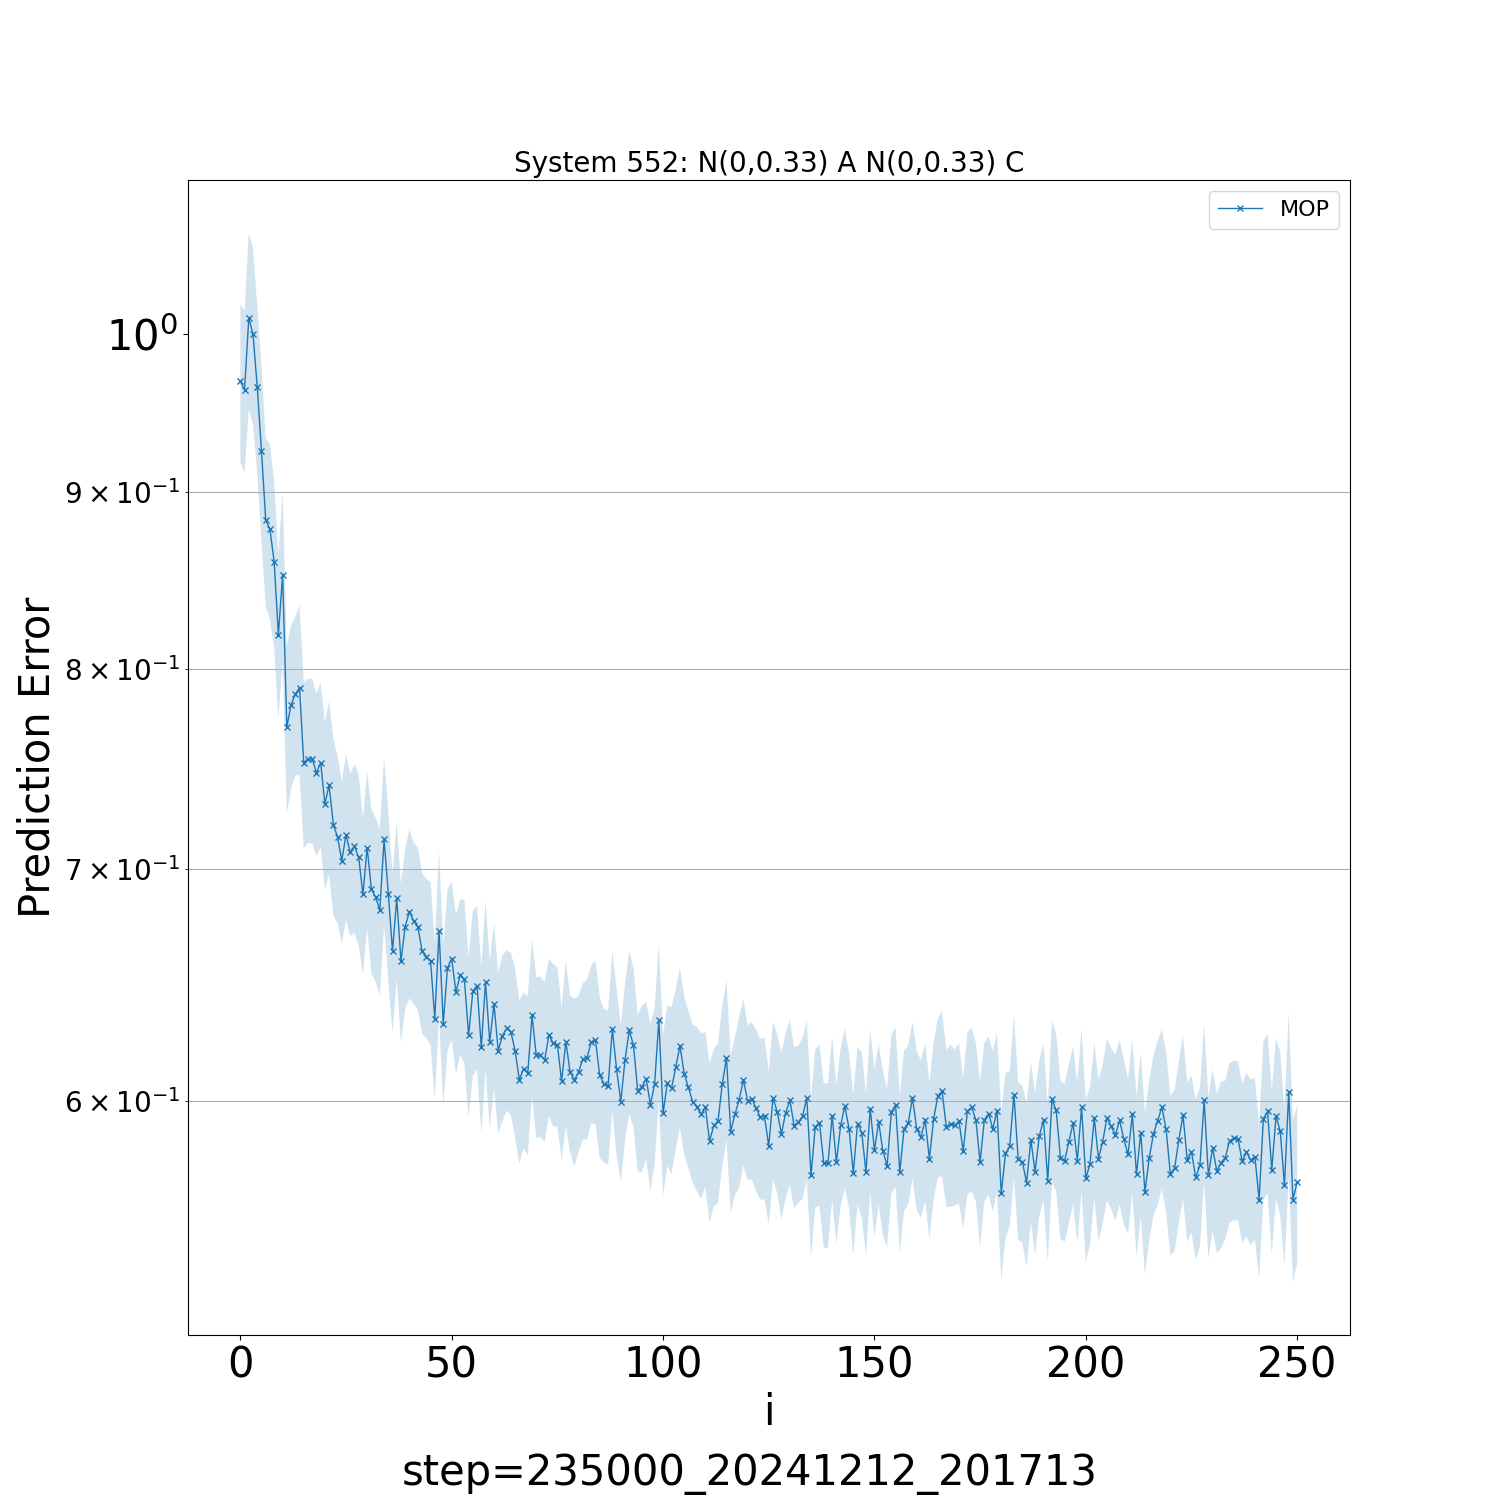 System 552: N(0,0.33) A N(0,0.33) C
MOP
10⁰
9 × 10⁻¹
8 × 10⁻¹
7 × 10⁻¹
6 × 10⁻¹
Prediction Error
0 50 100 150 200 250
i
step=235000_20241212_201713